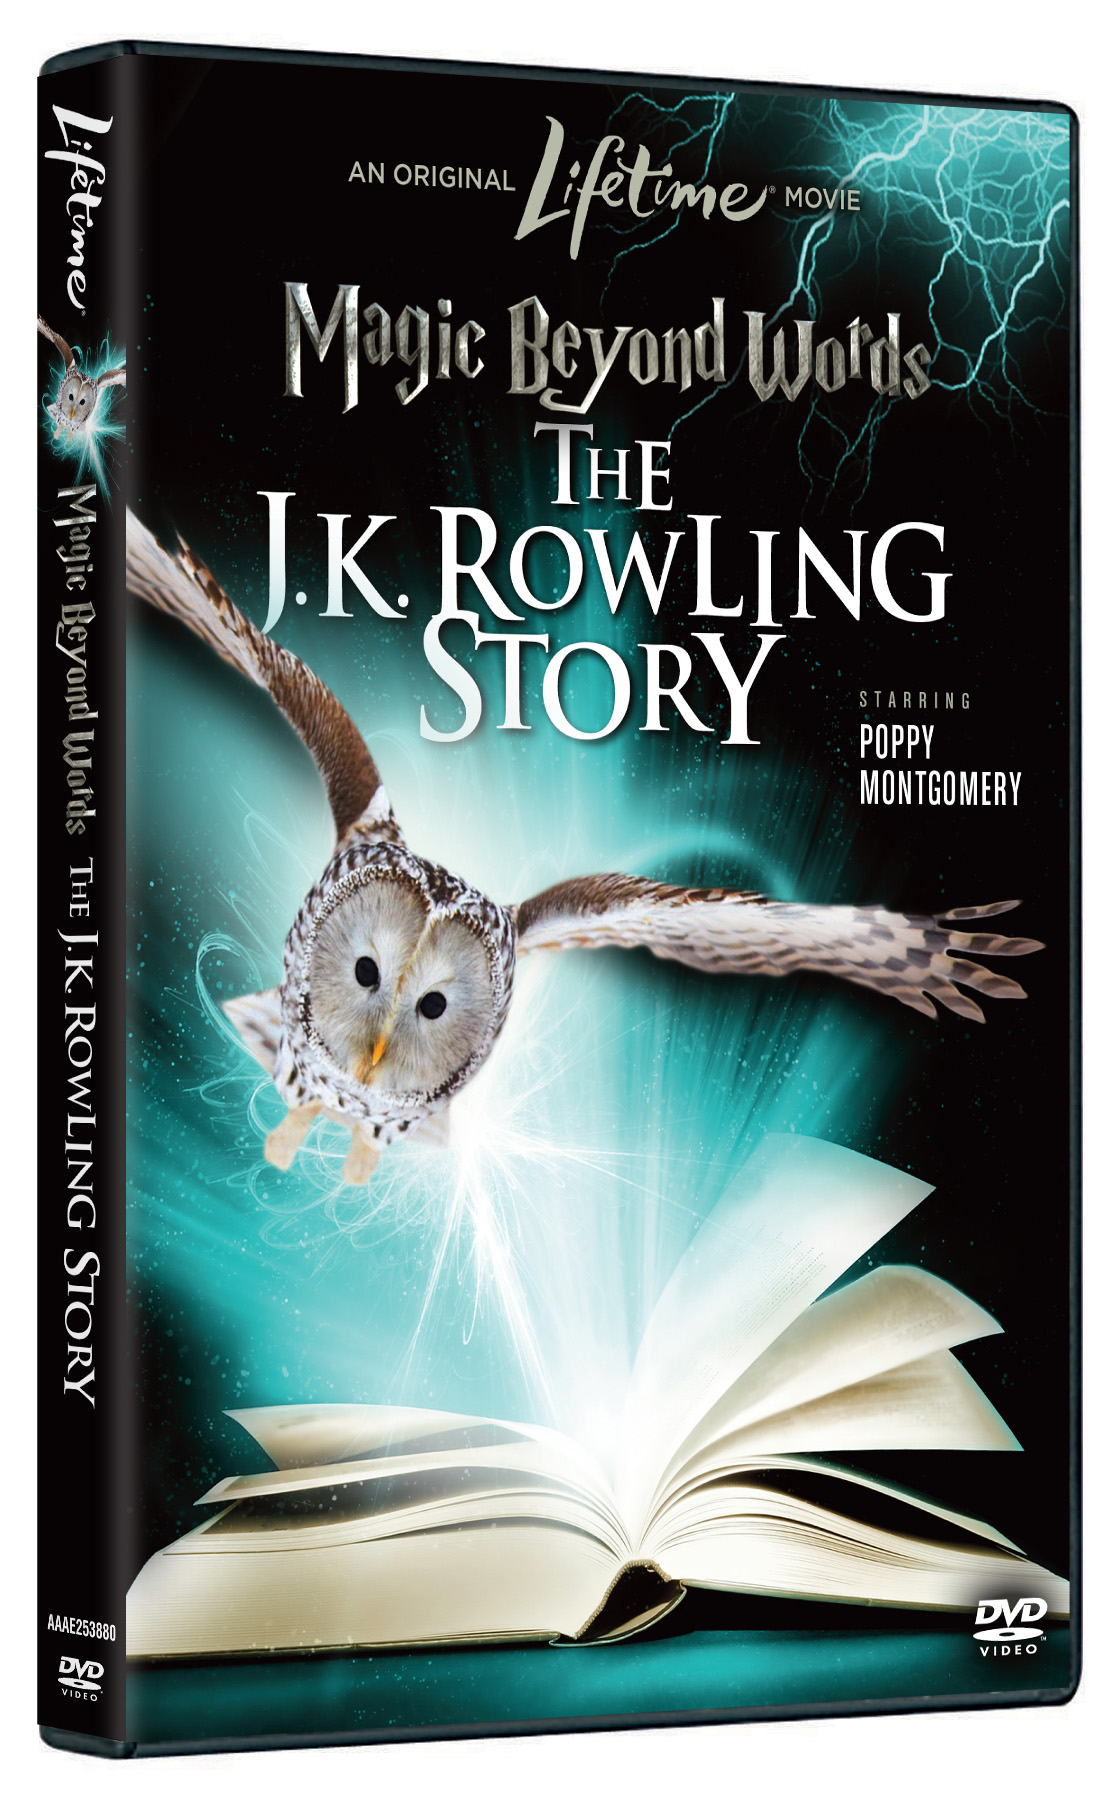 AN ORIGINAL Lifetime® MOVIE
Magic Beyond Words
THE
J.K. ROWLING
STORY
STARRING
POPPY
MONTGOMERY
DVD
VIDEO™
Lifetime®
Magic Beyond Words THE J.K. ROWLING STORY
AAAE253880
DVD
VIDEO